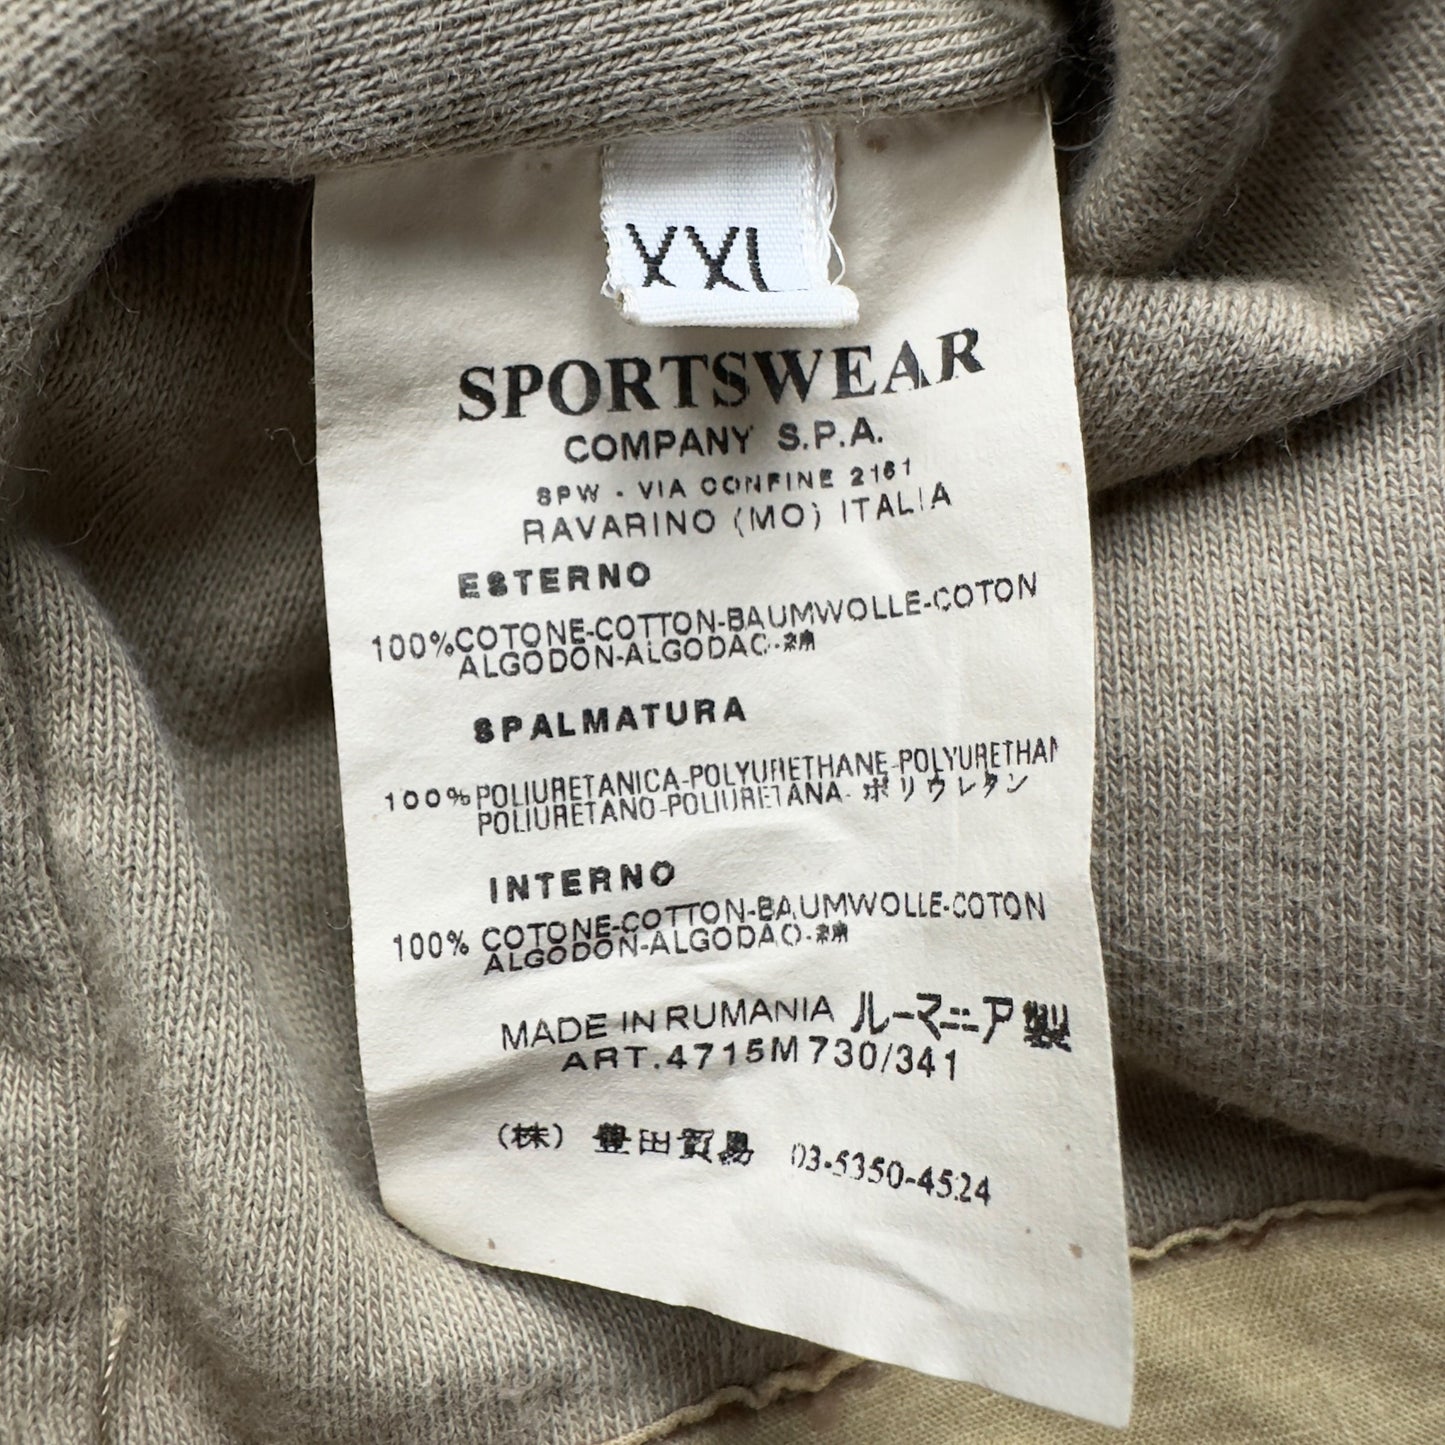 XXL
SPORTSWEAR
COMPANY S.P.A.
SPW - VIA CONFINE 2161
RAVARINO (MO) ITALIA
ESTERNO
100% COTONE-COTTON-BAUMWOLLE-COTON
ALGODON-ALGODAO-綿
SPALMATURA
100% POLIURETANICA-POLYURETHANE-POLYURETHAN
POLIURETANO-POLIURETANA-ポリウレタン
INTERNO
100% COTONE-COTTON-BAUMWOLLE-COTON
ALGODON-ALGODAO-綿
MADE IN RUMANIA ルーマニア製
ART.4715M730/341
(株) 豊田貿易 03-5350-4524